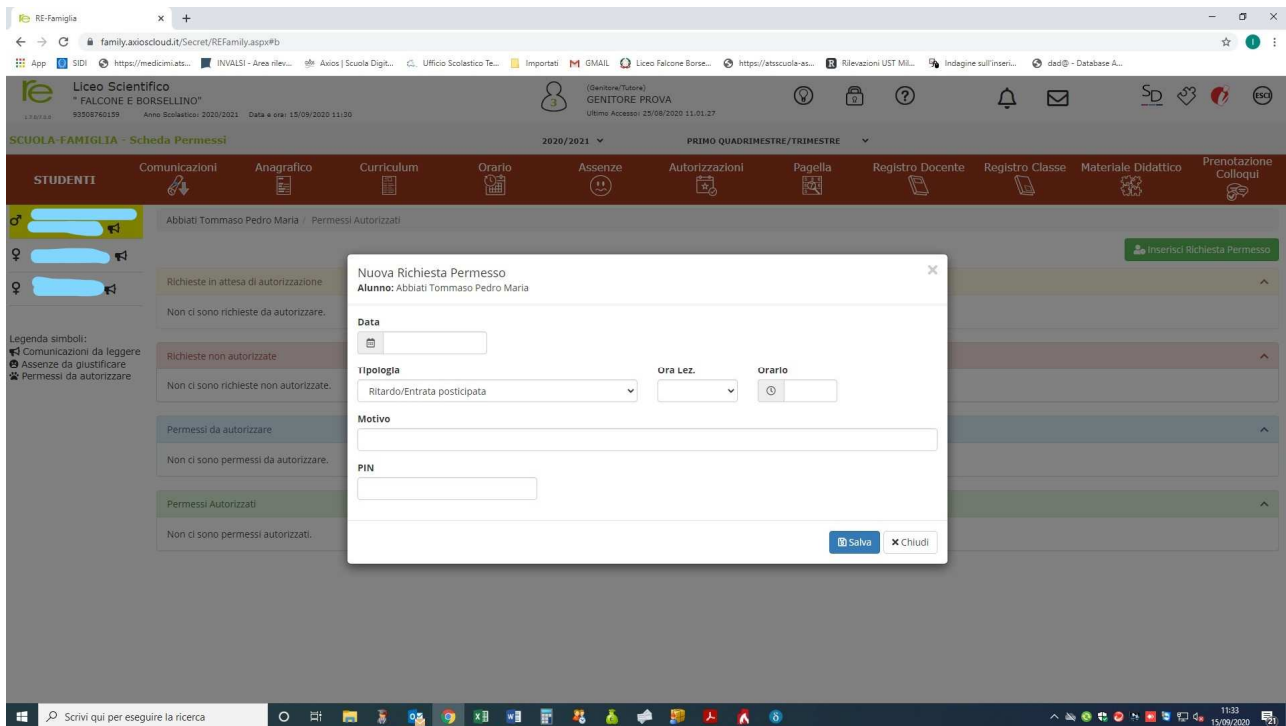 RE-Famiglia
family.axioscloud.it/Secret/REFamily.aspx#b
App SIDI https://medicimi.ats... INVALSI - Area rilev... Axios | Scuola Digit... Ufficio Scolastico Te... Importati GMAIL Liceo Falcone Borse... https://atsscuola-as... Rilevazioni UST Mil... Indagine sull'inseri... dad@ - Database A...
Liceo Scientifico
" FALCONE E BORSELLINO"
93508760159 Anno Scolastico: 2020/2021 Data e ora: 15/09/2020 11:30
3
(Genitore/Tutore)
GENITORE PROVA
Ultimo Accesso: 25/08/2020 11.01.27
SD
ESCI
SCUOLA-FAMIGLIA - Scheda Permessi 2020/2021 PRIMO QUADRIMESTRE/TRIMESTRE
STUDENTI Comunicazioni Anagrafico Curriculum Orario Assenze Autorizzazioni Pagella Registro Docente Registro Classe Materiale Didattico Prenotazione Colloqui
Abbiati Tommaso Pedro Maria / Permessi Autorizzati
Inserisci Richiesta Permesso
Richieste in attesa di autorizzazione
Non ci sono richieste da autorizzare.
Richieste non autorizzate
Non ci sono richieste non autorizzate.
Permessi da autorizzare
Non ci sono permessi da autorizzare.
Permessi Autorizzati
Non ci sono permessi autorizzati.
Legenda simboli:
Comunicazioni da leggere
Assenze da giustificare
Permessi da autorizzare
Nuova Richiesta Permesso
Alunno: Abbiati Tommaso Pedro Maria
Data
Tipologia Ora Lez. Orario
Ritardo/Entrata posticipata
Motivo
PIN
Salva Chiudi
Scrivi qui per eseguire la ricerca
11:33
15/09/2020